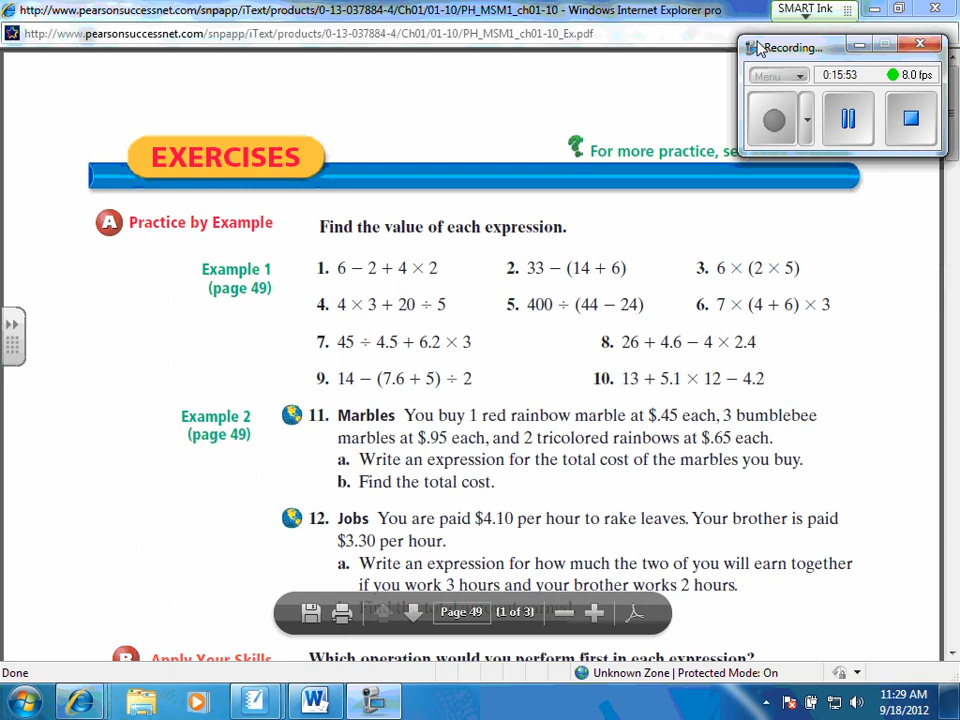 http://www.pearsonsuccessnet.com/snpapp/iText/products/0-13-037884-4/Ch01/01-10/PH_MSM1_ch01-10 - Windows Internet Explorer pro
SMART Ink
http://www.pearsonsuccessnet.com/snpapp/iText/products/0-13-037884-4/Ch01/01-10/PH_MSM1_ch01-10_Ex.pdf
Recording...
Menu
0:15:53
8.0 fps
EXERCISES
For more practice,
A Practice by Example
Find the value of each expression.
Example 1
(page 49)
1. 6 − 2 + 4 × 2
2. 33 − (14 + 6)
3. 6 × (2 × 5)
4. 4 × 3 + 20 ÷ 5
5. 400 ÷ (44 − 24)
6. 7 × (4 + 6) × 3
7. 45 ÷ 4.5 + 6.2 × 3
8. 26 + 4.6 − 4 × 2.4
9. 14 − (7.6 + 5) ÷ 2
10. 13 + 5.1 × 12 − 4.2
Example 2
(page 49)
11. Marbles You buy 1 red rainbow marble at $.45 each, 3 bumblebee
marbles at $.95 each, and 2 tricolored rainbows at $.65 each.
a. Write an expression for the total cost of the marbles you buy.
b. Find the total cost.
12. Jobs You are paid $4.10 per hour to rake leaves. Your brother is paid
$3.30 per hour.
a. Write an expression for how much the two of you will earn together
if you work 3 hours and your brother works 2 hours.
Page 49 (1 of 3)
B Apply Your Skills
Which operation would you perform first in each expression?
Done
Unknown Zone | Protected Mode: On
11:29 AM
9/18/2012